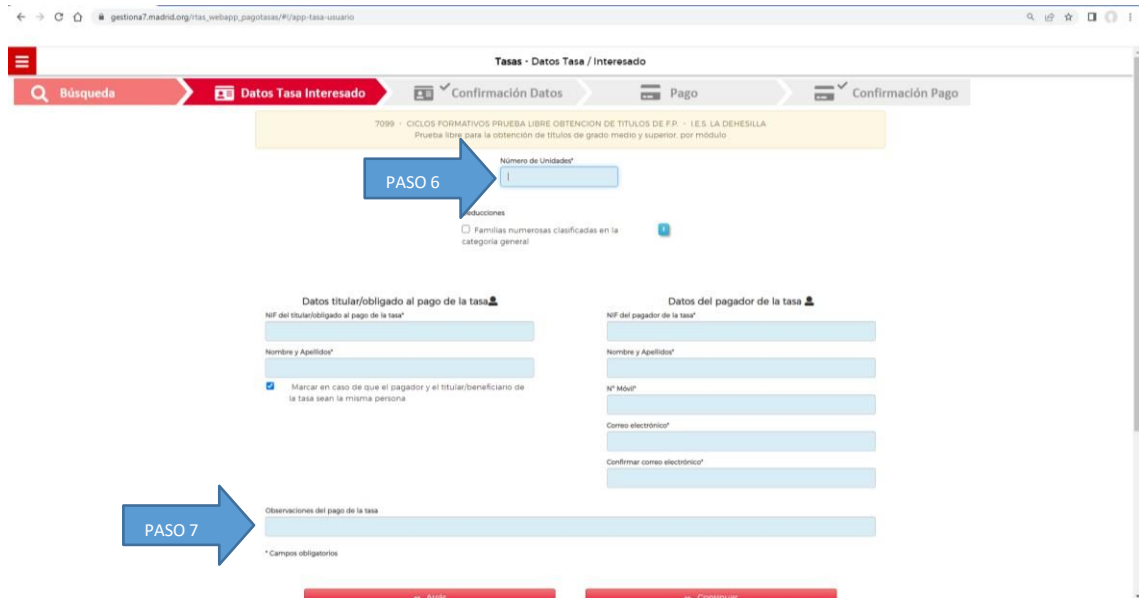 gestiona7.madrid.org/rtas_webapp_pagotasas/#!/app-tasa-usuario
Tasas - Datos Tasa / Interesado
Búsqueda
Datos Tasa Interesado
Confirmación Datos
Pago
Confirmación Pago
7099 - CICLOS FORMATIVOS PRUEBA LIBRE OBTENCION DE TITULOS DE F.P. - I.E.S. LA DEHESILLA
Prueba libre para la obtención de títulos de grado medio y superior, por módulo
Número de Unidades*
PASO 6
educciones
Familias numerosas clasificadas en la
categoría general
Datos titular/obligado al pago de la tasa
NIF del titular/obligado al pago de la tasa*
Nombre y Apellidos*
Marcar en caso de que el pagador y el titular/beneficiario de
la tasa sean la misma persona
Datos del pagador de la tasa
NIF del pagador de la tasa*
Nombre y Apellidos*
Nº Móvil*
Correo electrónico*
Confirmar correo electrónico*
Observaciones del pago de la tasa
PASO 7
* Campos obligatorios
Atrás
Continuar